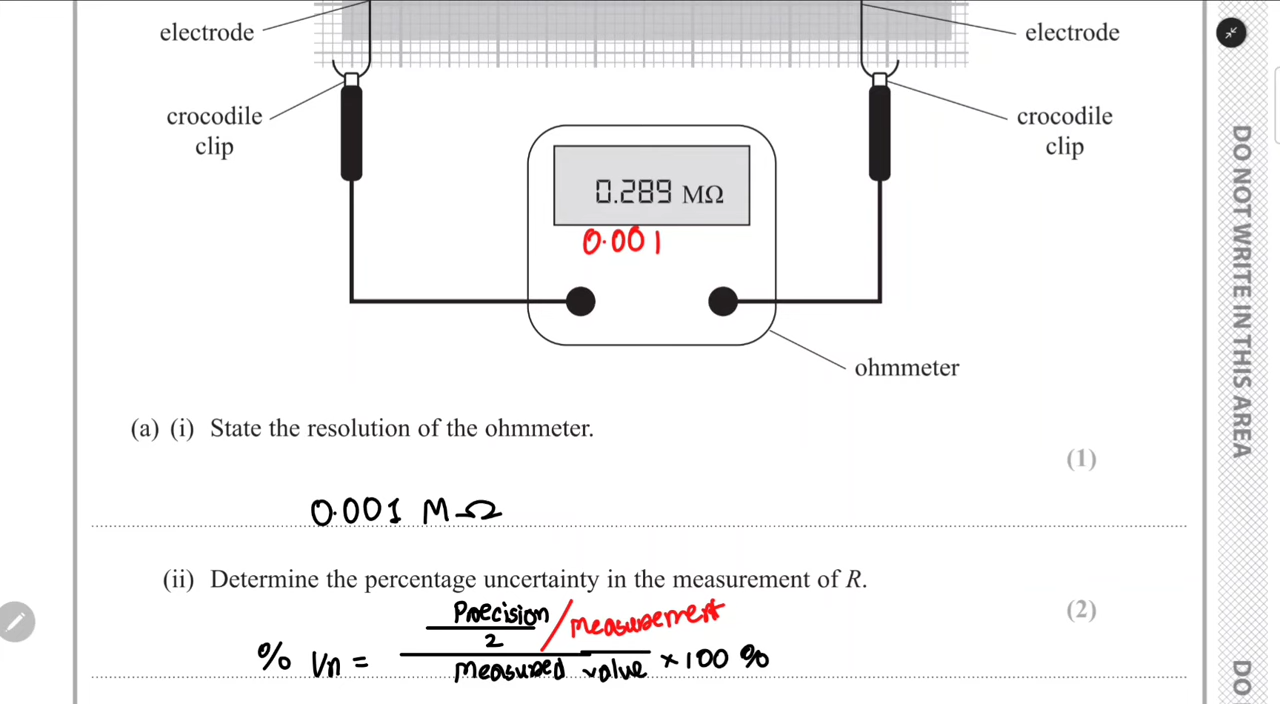 electrode
electrode
crocodile
clip
crocodile
clip
0.289 MΩ
0.001
ohmmeter
(a) (i) State the resolution of the ohmmeter.
(1)
0.001 MΩ
(ii) Determine the percentage uncertainty in the measurement of R.
(2)
Precision / measurement
2
% Un = measured value × 100 %
DO NOT WRITE IN THIS AREA
DO